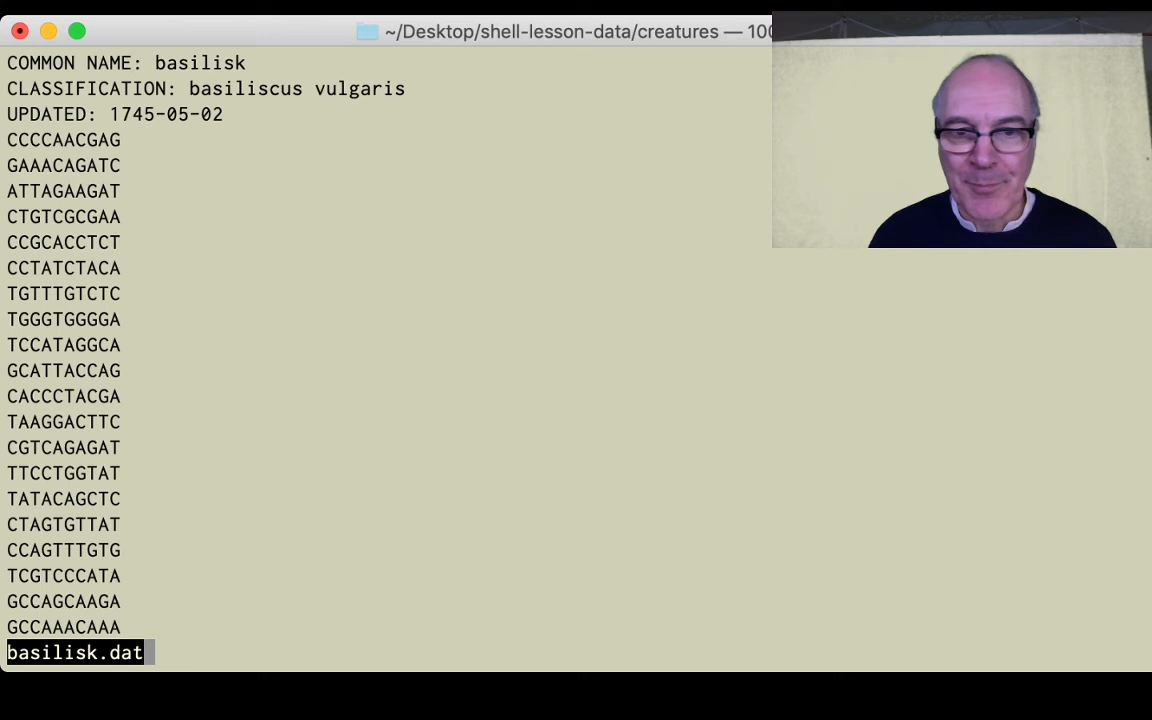 ~/Desktop/shell-lesson-data/creatures — 100
COMMON NAME: basilisk
CLASSIFICATION: basiliscus vulgaris
UPDATED: 1745-05-02
CCCCAACGAG
GAAACAGATC
ATTAGAAGAT
CTGTCGCGAA
CCGCACCTCT
CCTATCTACA
TGTTTGTCTC
TGGGTGGGGA
TCCATAGGCA
GCATTACCAG
CACCCTACGA
TAAGGACTTC
CGTCAGAGAT
TTCCTGGTAT
TATACAGCTC
CTAGTGTTAT
CCAGTTTGTG
TCGTCCCATA
GCCAGCAAGA
GCCAAACAAA
basilisk.dat